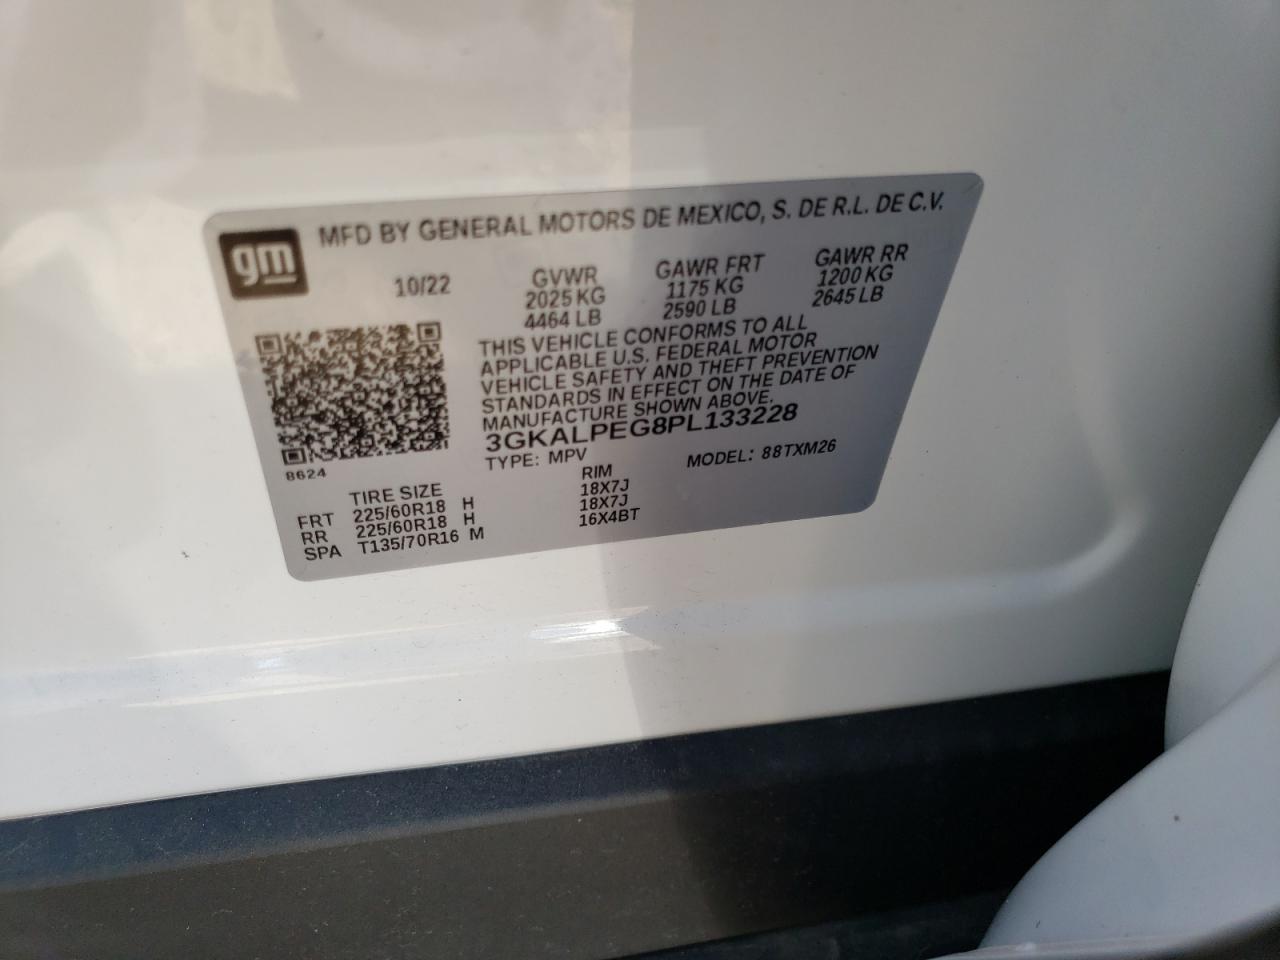 gm
MFD BY GENERAL MOTORS DE MEXICO, S. DE R.L. DE C.V.
10/22
GVWR
2025 KG
4464 LB
GAWR FRT
1175 KG
2590 LB
GAWR RR
1200 KG
2645 LB
THIS VEHICLE CONFORMS TO ALL
APPLICABLE U.S. FEDERAL MOTOR
VEHICLE SAFETY AND THEFT PREVENTION
STANDARDS IN EFFECT ON THE DATE OF
MANUFACTURE SHOWN ABOVE.
3GKALPEG8PL133228
TYPE: MPV MODEL: 88TXM26
8624
TIRE SIZE RIM
FRT 225/60R18 H 18X7J
RR 225/60R18 H 18X7J
SPA T135/70R16 M 16X4BT